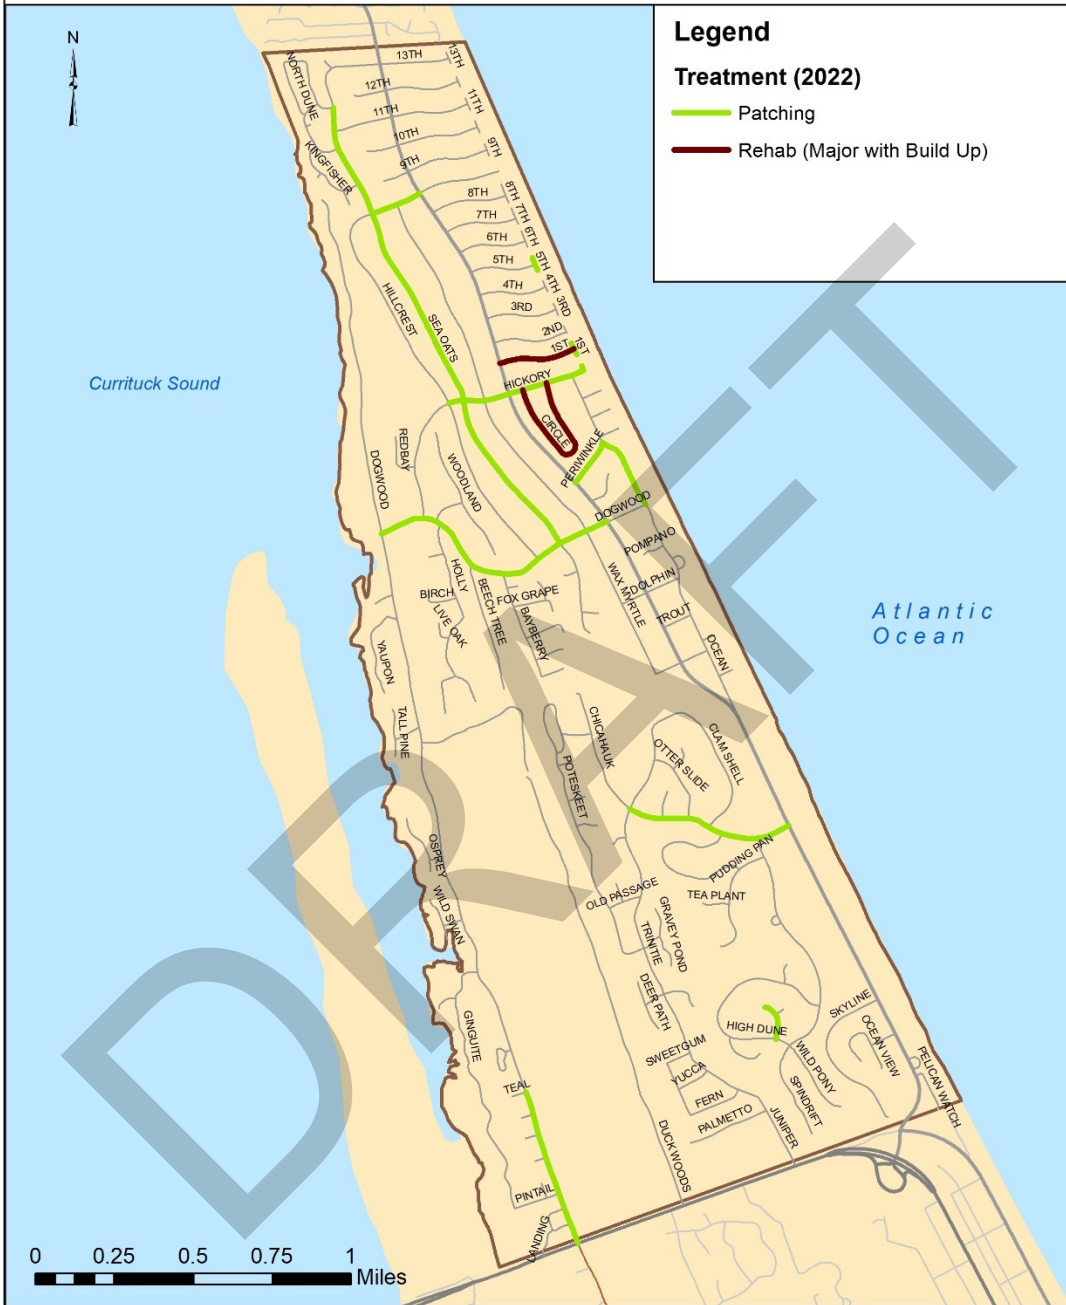 Legend
Treatment (2022)
Patching
Rehab (Major with Build Up)
N
13TH
13TH
NORTH DUNE
12TH
11TH
11TH
10TH
9TH
KINGFISHER
9TH
8TH
8TH
7TH
7TH
6TH
6TH
5TH
5TH
4TH
4TH
3RD
3RD
HILLCREST
SEA OATS
2ND
1ST
1ST
HICKORY
Currituck Sound
CIRCLE
PERIWINKLE
REDBAY
DOGWOOD
WOODLAND
DOGWOOD
POMPANO
HOLLY
BIRCH
BEECH TREE
FOX GRAPE
WAX MYRTLE
DOLPHIN
TROUT
LIVE OAK
BAYBERRY
OCEAN
Atlantic
Ocean
YAUPON
TALL PINE
CHICAHAUK
CLAM SHELL
OTTER SLIDE
POTESKEET
OSPREY
PUDDING PAN
WILD SWAN
OLD PASSAGE
TEA PLANT
GRAVEY POND
TRINITIE
DEER PATH
SKYLINE
HIGH DUNE
GINGUITE
OCEAN VIEW
WILD PONY
SWEETGUM
PELICAN WATCH
YUCCA
SPINDRIFT
TEAL
FERN
PALMETTO
JUNIPER
DUCK WOODS
PINTAIL
LANDING
0 0.25 0.5 0.75 1
Miles
DRAFT